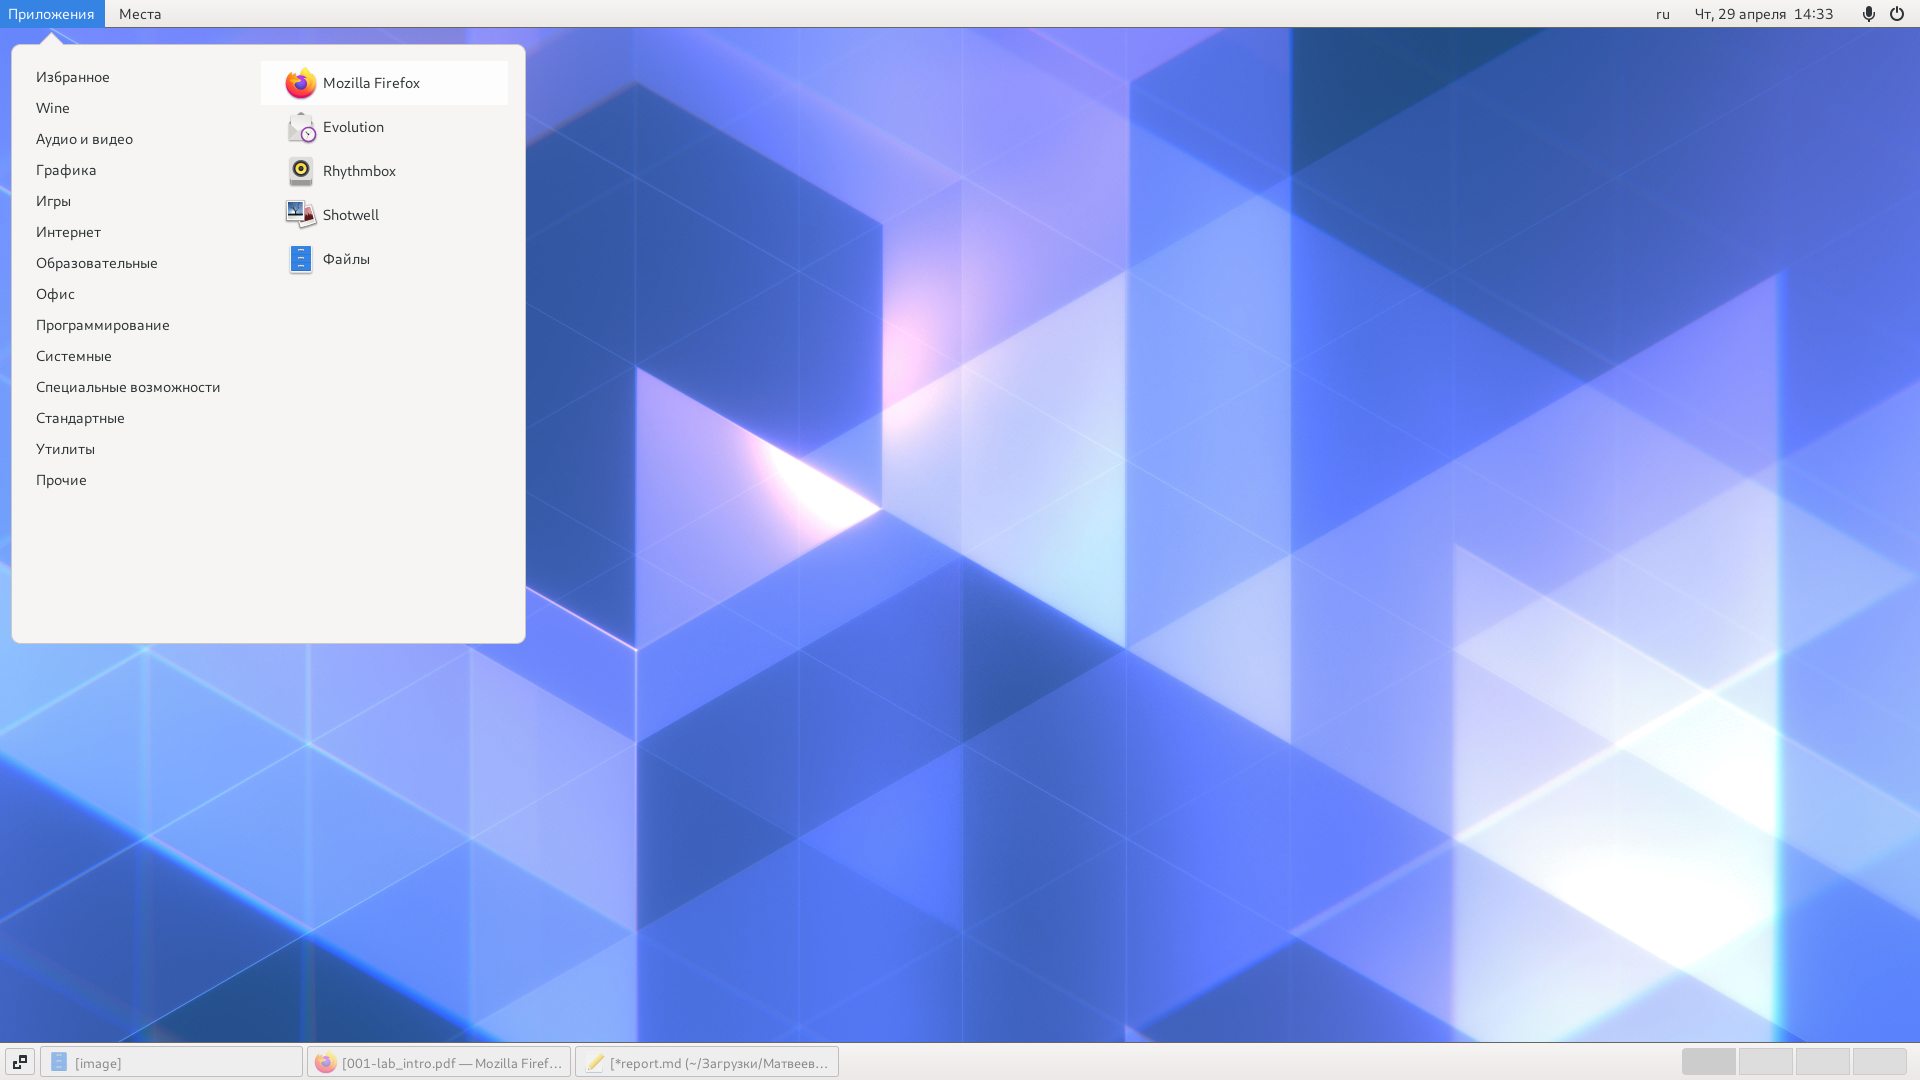 Приложения Места ru Чт, 29 апреля 14:33
Избранное
Wine
Аудио и видео
Графика
Игры
Интернет
Образовательные
Офис
Программирование
Системные
Специальные возможности
Стандартные
Утилиты
Прочие
Mozilla Firefox
Evolution
Rhythmbox
Shotwell
Файлы
[image] [001-lab_intro.pdf — Mozilla Firef… [*report.md (~/Загрузки/Матвеев…